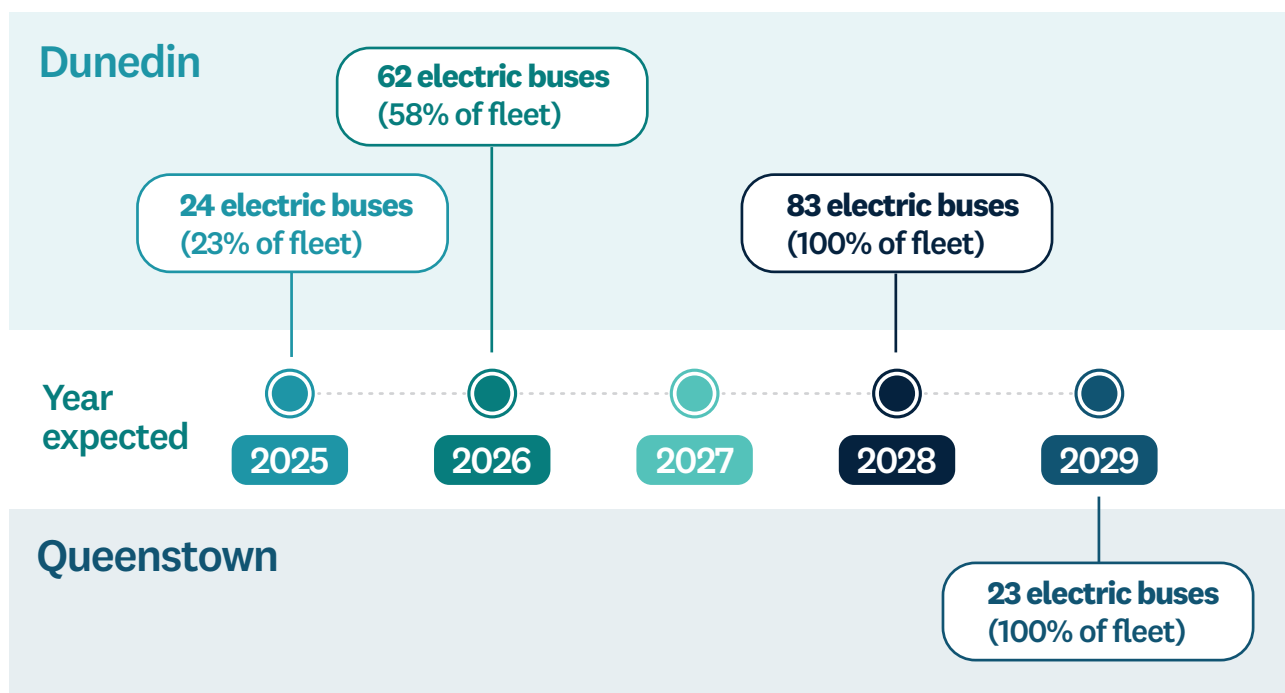 Dunedin
62 electric buses
(58% of fleet)
24 electric buses
(23% of fleet)
83 electric buses
(100% of fleet)
Year
expected
2025
2026
2027
2028
2029
Queenstown
23 electric buses
(100% of fleet)